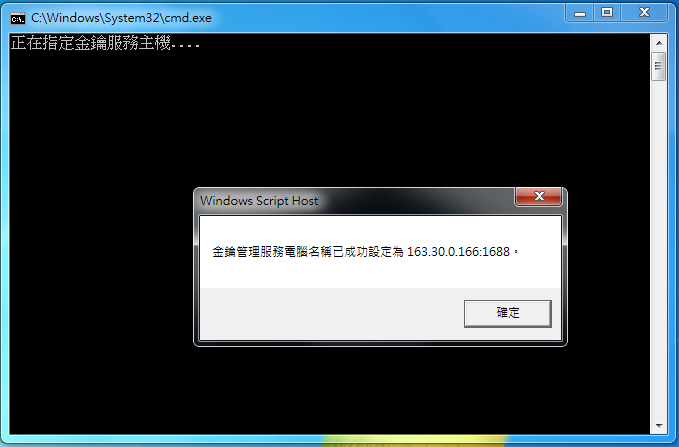 C:\Windows\System32\cmd.exe
正在指定金鑰服務主機....
Windows Script Host
金鑰管理服務電腦名稱已成功設定為 163.30.0.166:1688。
確定